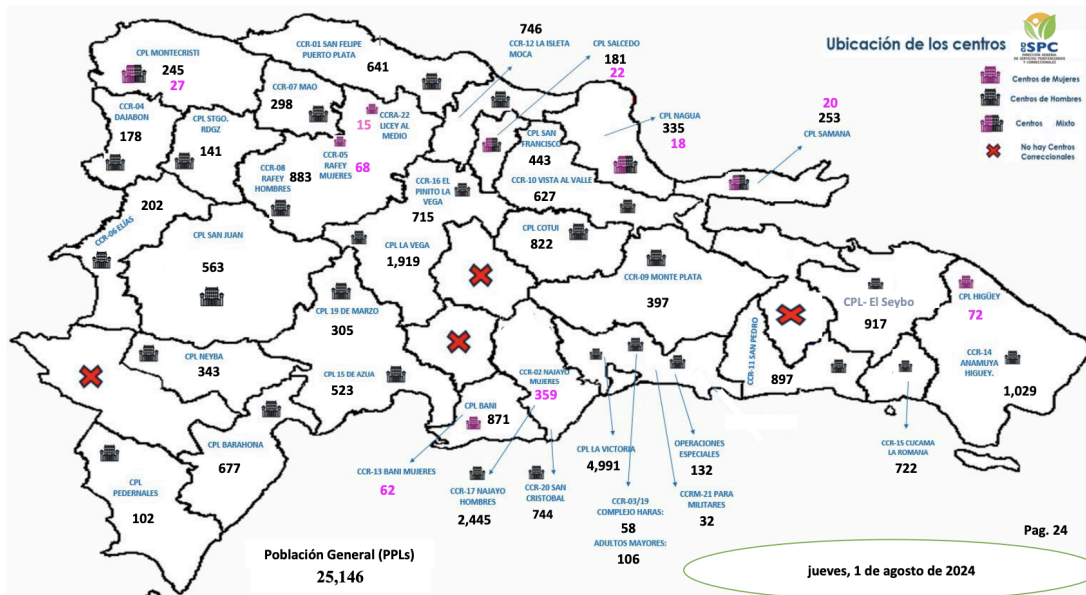 Ubicación de los centros
DGSPC
DIRECCIÓN GENERAL
DE SERVICIOS PENITENCIARIOS
Y CORRECCIONALES
Centros de Mujeres
Centros de Hombres
Centros Mixto
No hay Centros
Correccionales
CPL MONTECRISTI
245
27
CCR-01 SAN FELIPE
PUERTO PLATA
641
746
CCR-12 LA ISLETA
MOCA
CPL SALCEDO
181
22
CCR-07 MAO
298
CCRA-22
LICEY AL
MEDIO
15
CCR-04
DAJABON
178
CPL STGO.
RDGZ
141
CCR-05
RAFEY
MUJERES
68
CCR-08
RAFEY
HOMBRES
883
CPL SAN
FRANCISCO
443
CPL NAGUA
335
18
20
253
CPL SAMANA
CCR-16 EL
PINITO LA
VEGA
715
CCR-10 VISTA AL VALLE
627
202
CCR-06 ELÍAS
CPL SAN JUAN
563
CPL LA VEGA
1,919
CPL COTUI
822
CCR-09 MONTE PLATA
397
CPL- El Seybo
917
CPL HIGÜEY
72
CPL 19 DE MARZO
305
CPL NEYBA
343
CPL 15 DE AZUA
523
CCR-02 NAJAYO
MUJERES
359
CCR-11 SAN PEDRO
897
CCR-14
ANAMUYA
HIGUEY.
1,029
CPL BANI
871
CPL BARAHONA
677
CPL
PEDERNALES
102
CCR-13 BANI MUJERES
62
CCR-17 NAJAYO
HOMBRES
2,445
CCR-20 SAN
CRISTOBAL
744
CPL LA VICTORIA
4,991
CCR-03/19
COMPLEJO HARAS:
58
ADULTOS MAYORES:
106
OPERACIONES
ESPECIALES
132
CCRM-21 PARA
MILITARES
32
CCR-15 CUCAMA
LA ROMANA
722
Pag. 24
Población General (PPLs)
25,146
jueves, 1 de agosto de 2024